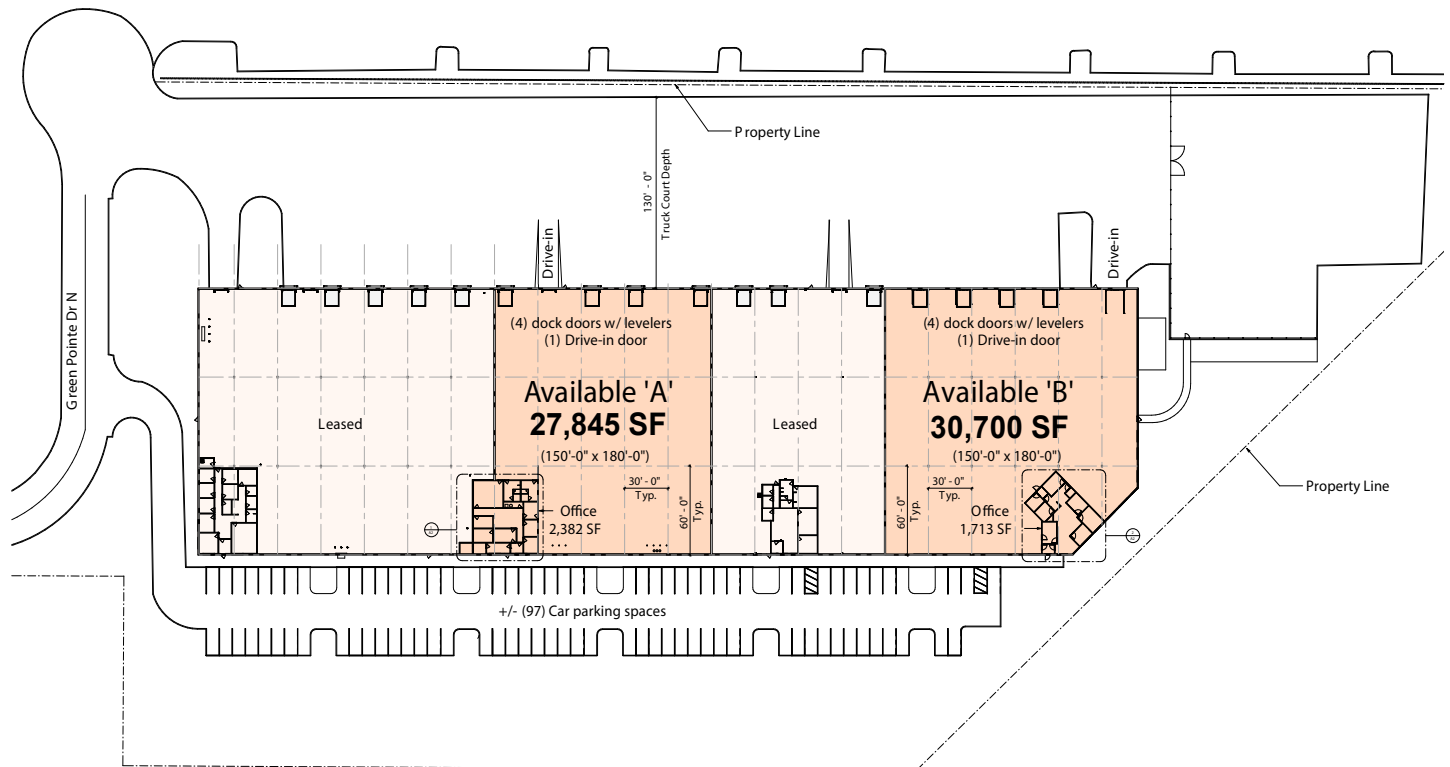 Property Line
130' - 0"
Truck Court Depth
Green Pointe Dr N
Drive-in
Drive-in
(4) dock doors w/ levelers
(1) Drive-in door
Available 'A'
27,845 SF
(150'-0" x 180'-0")
(4) dock doors w/ levelers
(1) Drive-in door
Available 'B'
30,700 SF
(150'-0" x 180'-0")
Leased
Leased
30' - 0"
Typ.
60' - 0"
Typ.
Office
2,382 SF
30' - 0"
Typ.
60' - 0"
Typ.
Office
1,713 SF
Property Line
+/- (97) Car parking spaces